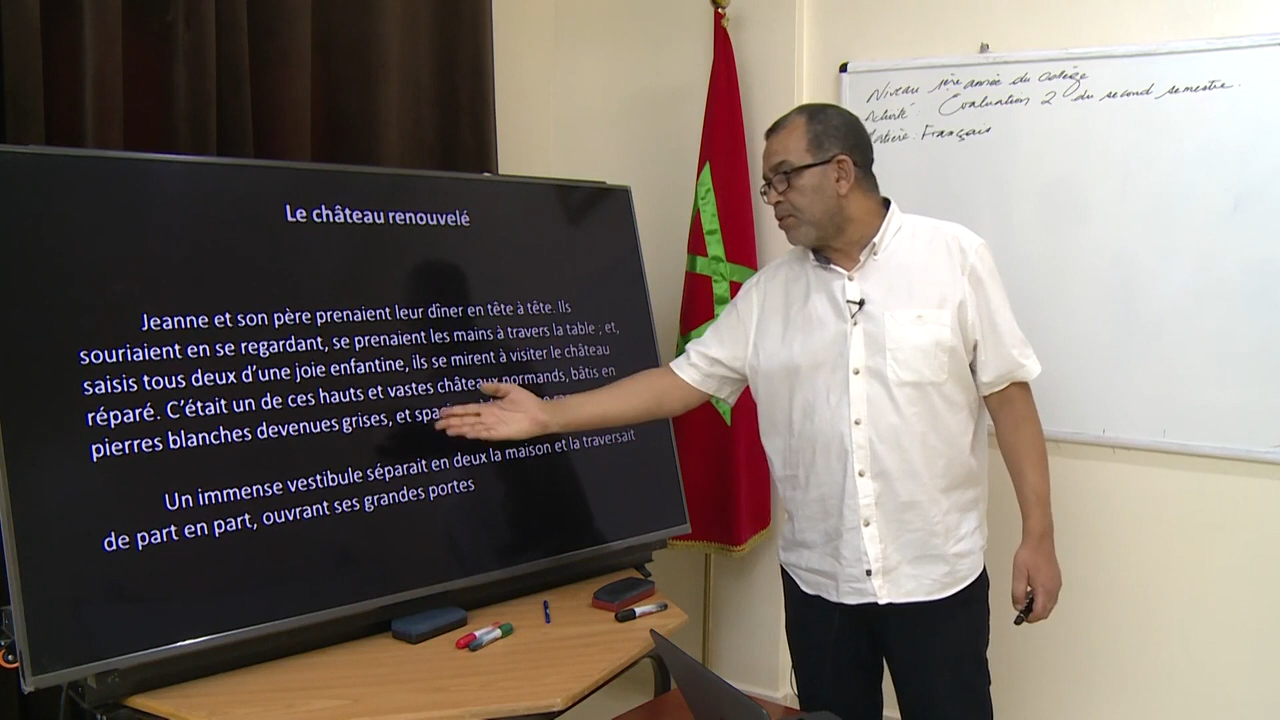 Le château renouvelé
Jeanne et son père prenaient leur dîner en tête à tête. Ils
souriaient en se regardant, se prenaient les mains à travers la table ; et,
saisis tous deux d'une joie enfantine, ils se mirent à visiter le château
réparé. C'était un de ces hauts et vastes châteaux normands, bâtis en
pierres blanches devenues grises, et
Un immense vestibule séparait en deux la maison et la traversait
de part en part, ouvrant ses grandes portes
Niveau 1ère année du collège
Activité. Evaluation 2 du second semestre.
Matière: Français